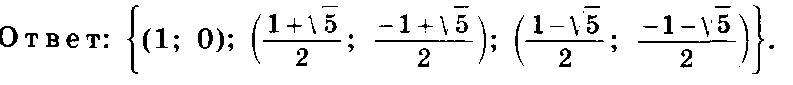 Ответ: {(1; 0); ((1+√5)/2; (-1+√5)/2); ((1-√5)/2; (-1-√5)/2)}.